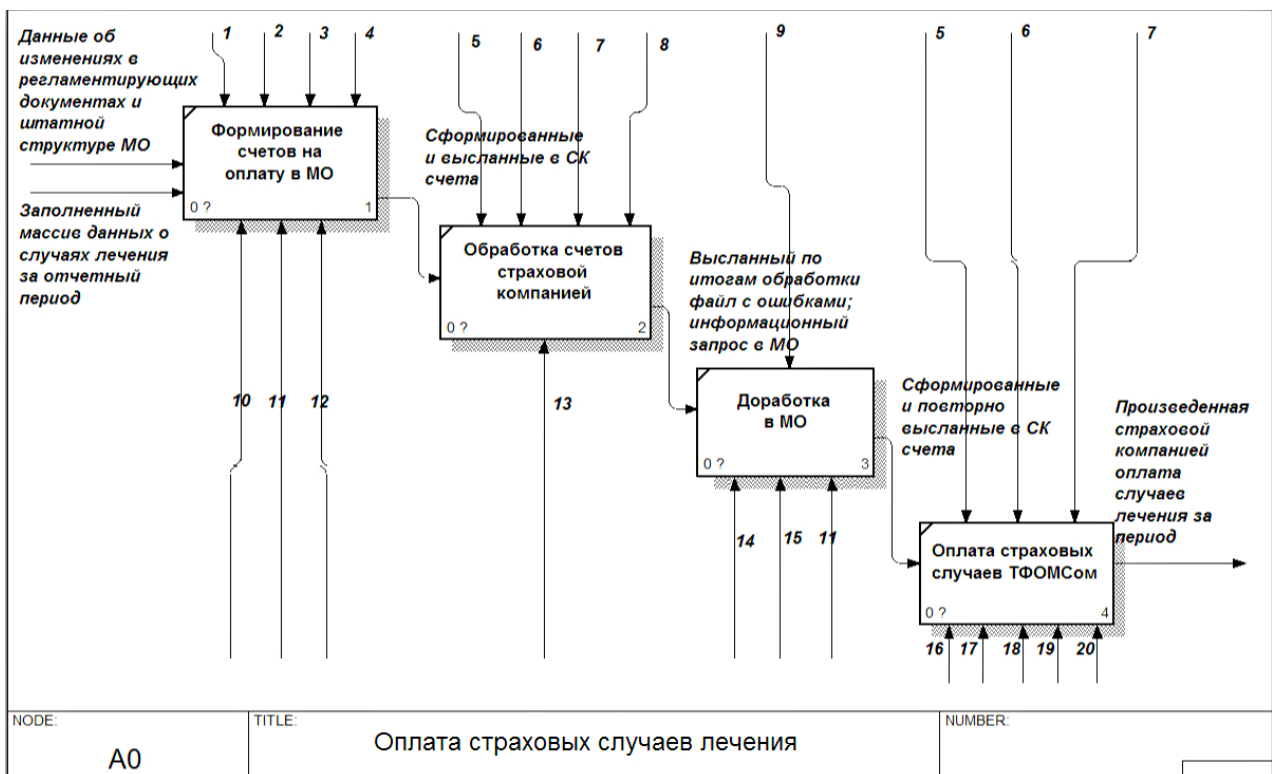 Данные об
изменениях в
регламентирующих
документах и
штатной
структуре МО
Заполненный
массив данных о
случаях лечения
за отчетный
период
1
2
3
4
Формирование
счетов на
оплату в МО
0 ?
1
10
11
12
Сформированные
и высланные в СК
счета
5
6
7
8
Обработка счетов
страховой
компанией
0 ?
2
13
Высланный по
итогам обработки
файл с ошибками;
информационный
запрос в МО
9
Доработка
в МО
0 ?
3
14
15
11
Сформированные
и повторно
высланные в СК
счета
5
6
7
Оплата страховых
случаев ТФОМСом
0 ?
4
16
17
18
19
20
Произведенная
страховой
компанией
оплата
случаев
лечения за
период
NODE:
A0
TITLE:
Оплата страховых случаев лечения
NUMBER: